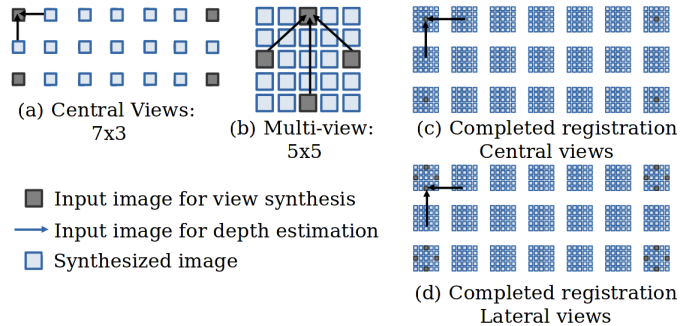 (a) Central Views:
7x3
(b) Multi-view:
5x5
(c) Completed registration
Central views
Input image for view synthesis
Input image for depth estimation
Synthesized image
(d) Completed registration
Lateral views